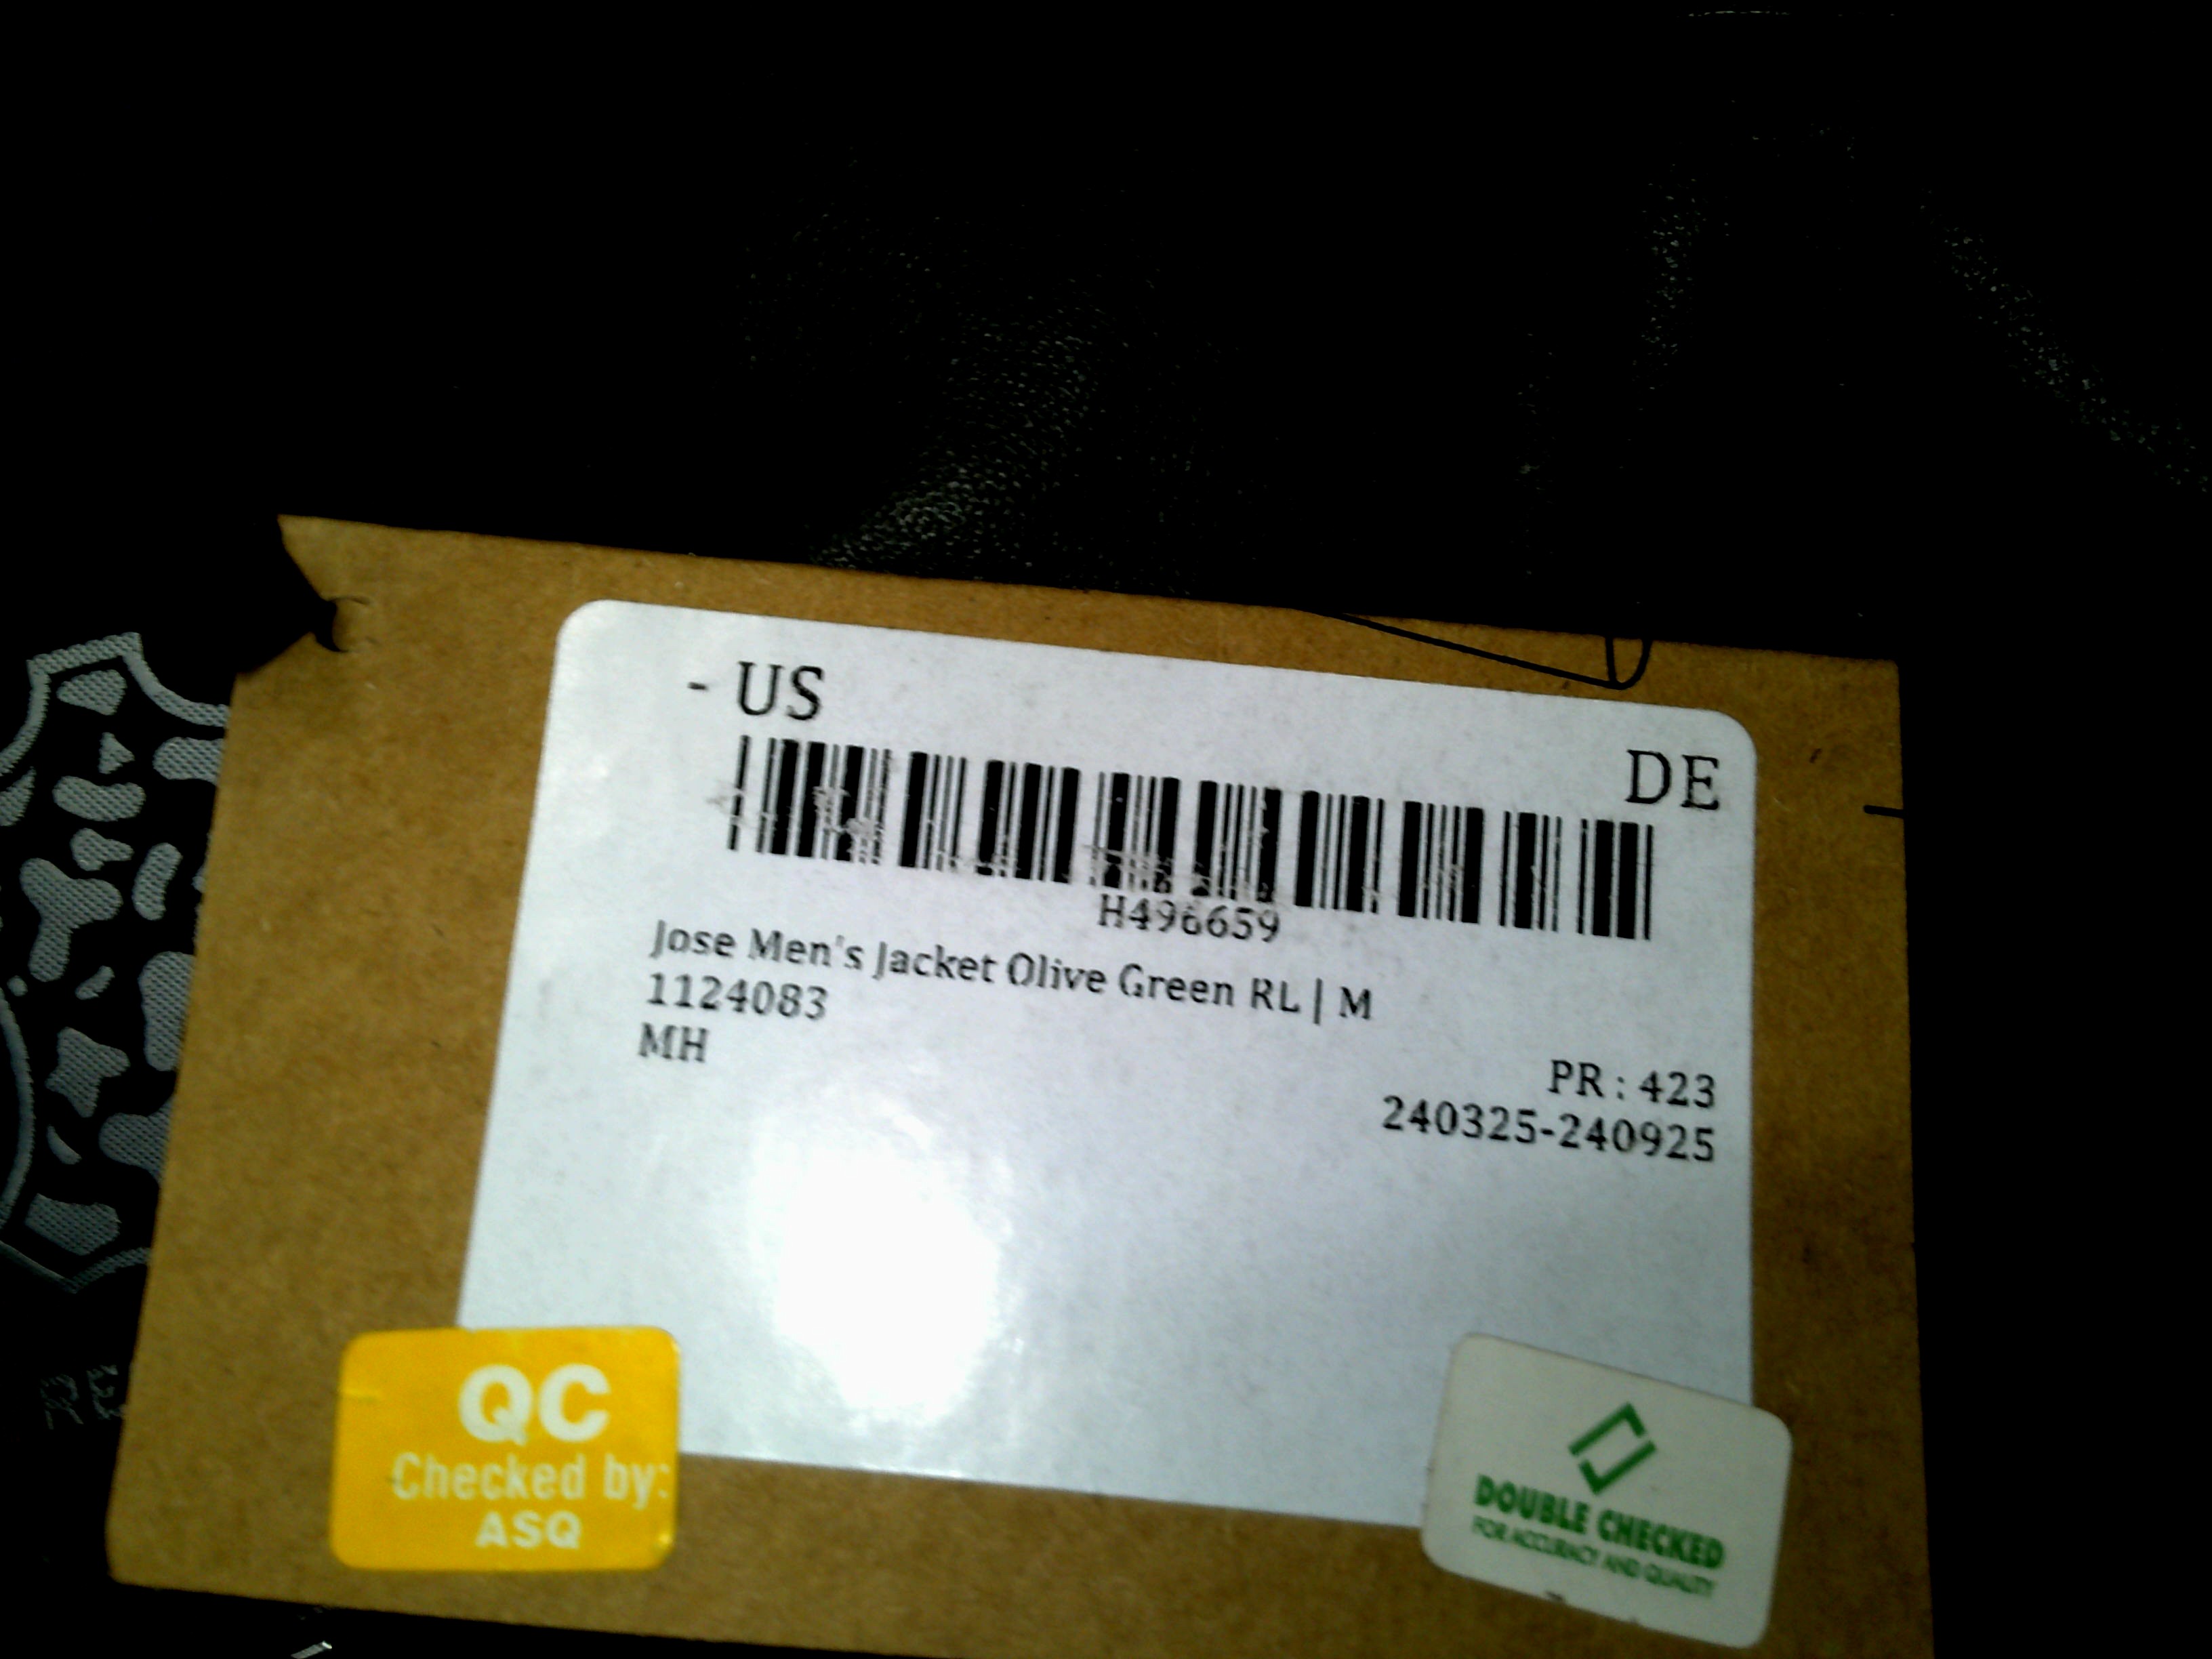 - US
DE
H496659
Jose Men's Jacket Olive Green RL | M
1124083
MH
PR : 423
240325-240925
QC
Checked by:
ASQ
DOUBLE CHECKED
FOR ACCURACY AND QUALITY